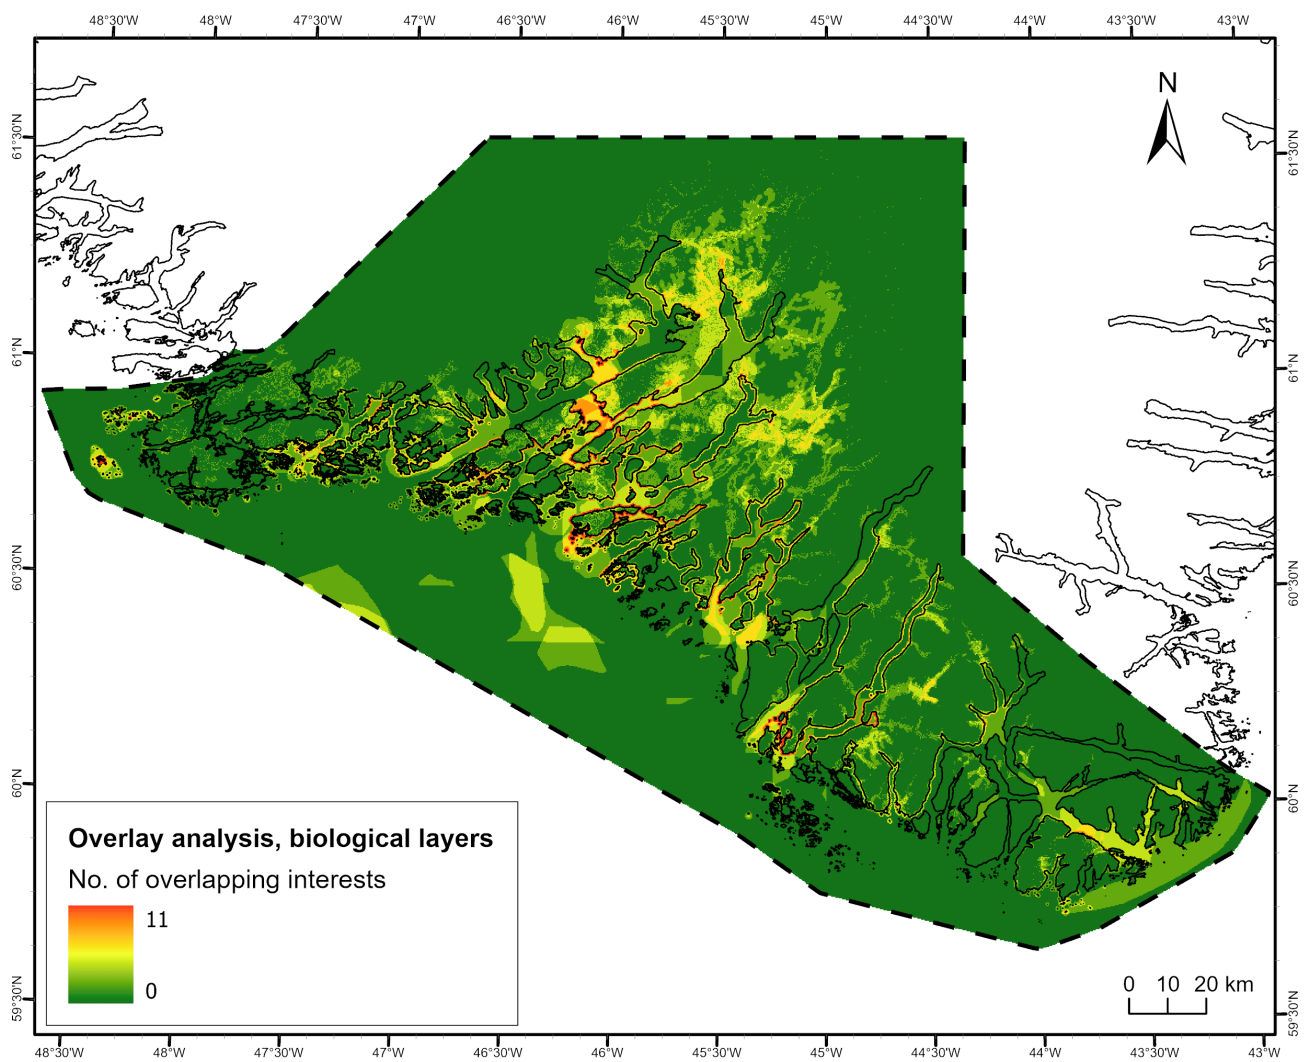 48°30'W 48°W 47°30'W 47°W 46°30'W 46°W 45°30'W 45°W 44°30'W 44°W 43°30'W 43°W
N
61°30'N 61°30'N
61°N 61°N
60°30'N 60°30'N
60°N 60°N
Overlay analysis, biological layers
No. of overlapping interests
11
0
0 10 20 km
59°30'N 59°30'N
48°30'W 48°W 47°30'W 47°W 46°30'W 46°W 45°30'W 45°W 44°30'W 44°W 43°30'W 43°W